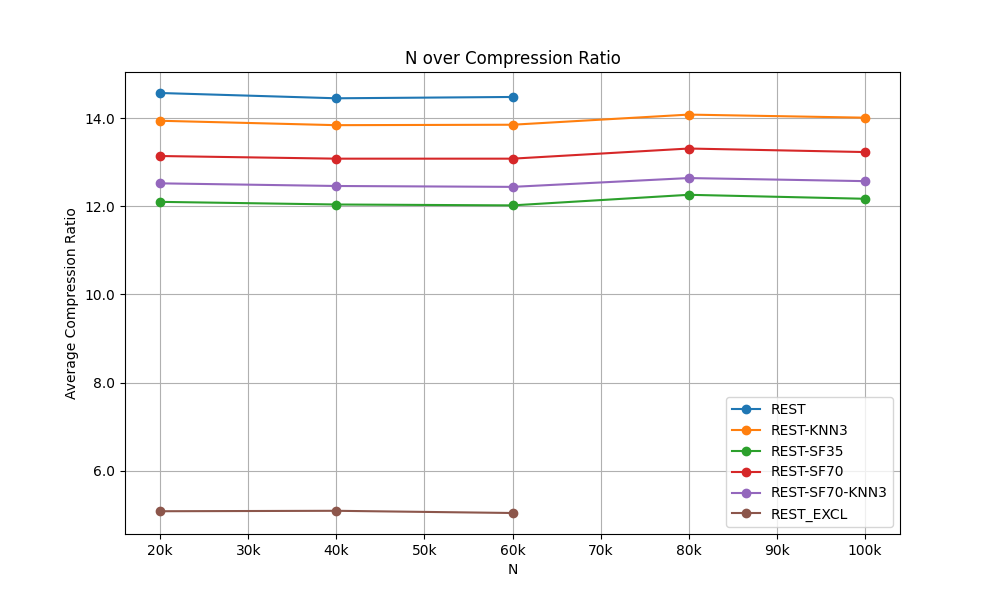 N over Compression Ratio
Average Compression Ratio
14.0
12.0
10.0
8.0
6.0
20k 30k 40k 50k 60k 70k 80k 90k 100k
N
REST
REST-KNN3
REST-SF35
REST-SF70
REST-SF70-KNN3
REST_EXCL